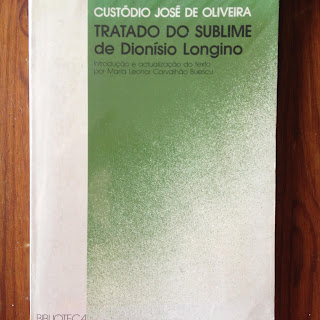 CUSTÓDIO JOSÉ DE OLIVEIRA
TRATADO DO SUBLIME
de Dionísio Longino
Introdução e actualização do texto
por Maria Leonor Carvalhão Buescu
BIBLIOTECA